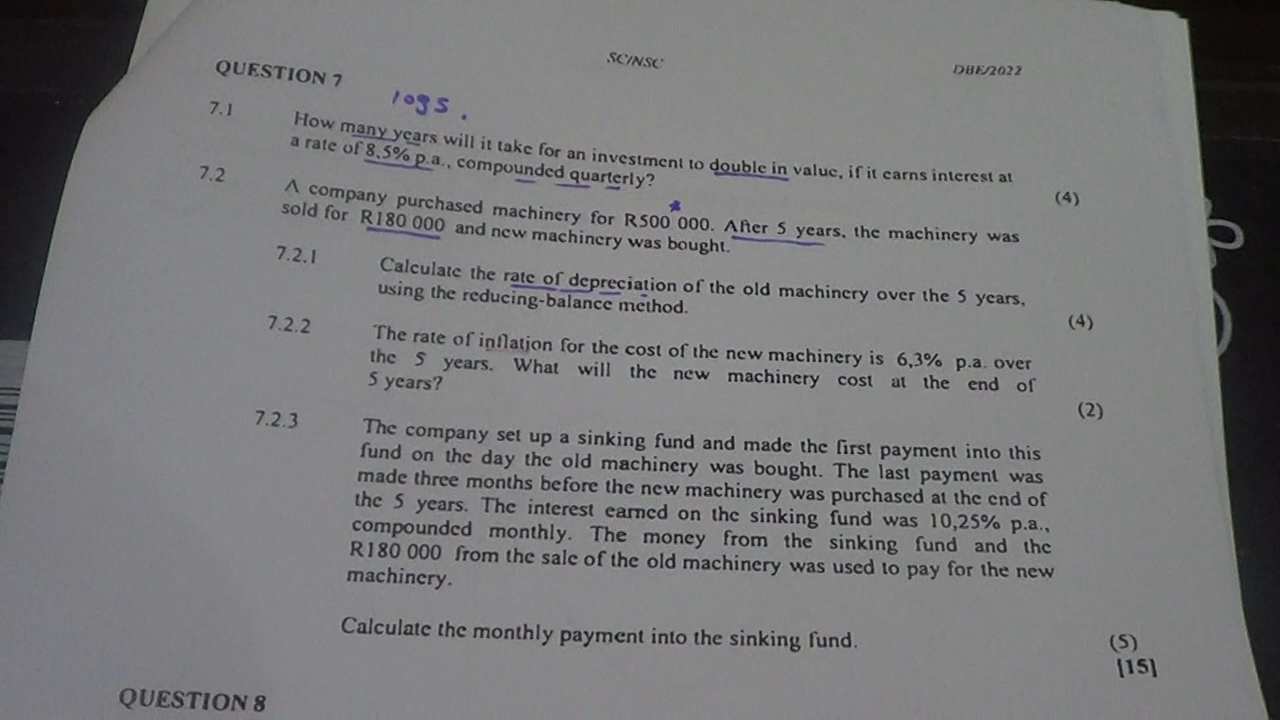 SC/NSC
DBE/2022
QUESTION 7
logs.
7.1 How many years will it take for an investment to double in value, if it earns interest at
a rate of 8,5% p.a., compounded quarterly? (4)
7.2 A company purchased machinery for R500 000. After 5 years, the machinery was
sold for R180 000 and new machinery was bought.
7.2.1 Calculate the rate of depreciation of the old machinery over the 5 years,
using the reducing-balance method. (4)
7.2.2 The rate of inflation for the cost of the new machinery is 6,3% p.a. over
the 5 years. What will the new machinery cost at the end of
5 years? (2)
7.2.3 The company set up a sinking fund and made the first payment into this
fund on the day the old machinery was bought. The last payment was
made three months before the new machinery was purchased at the end of
the 5 years. The interest earned on the sinking fund was 10,25% p.a.,
compounded monthly. The money from the sinking fund and the
R180 000 from the sale of the old machinery was used to pay for the new
machinery.
Calculate the monthly payment into the sinking fund. (5)
[15]
QUESTION 8